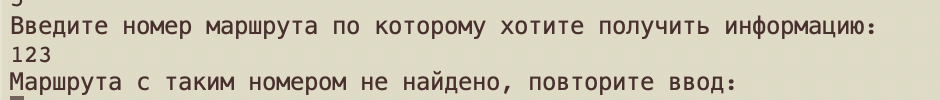 Введите номер маршрута по которому хотите получить информацию:
123
Маршрута с таким номером не найдено, повторите ввод: